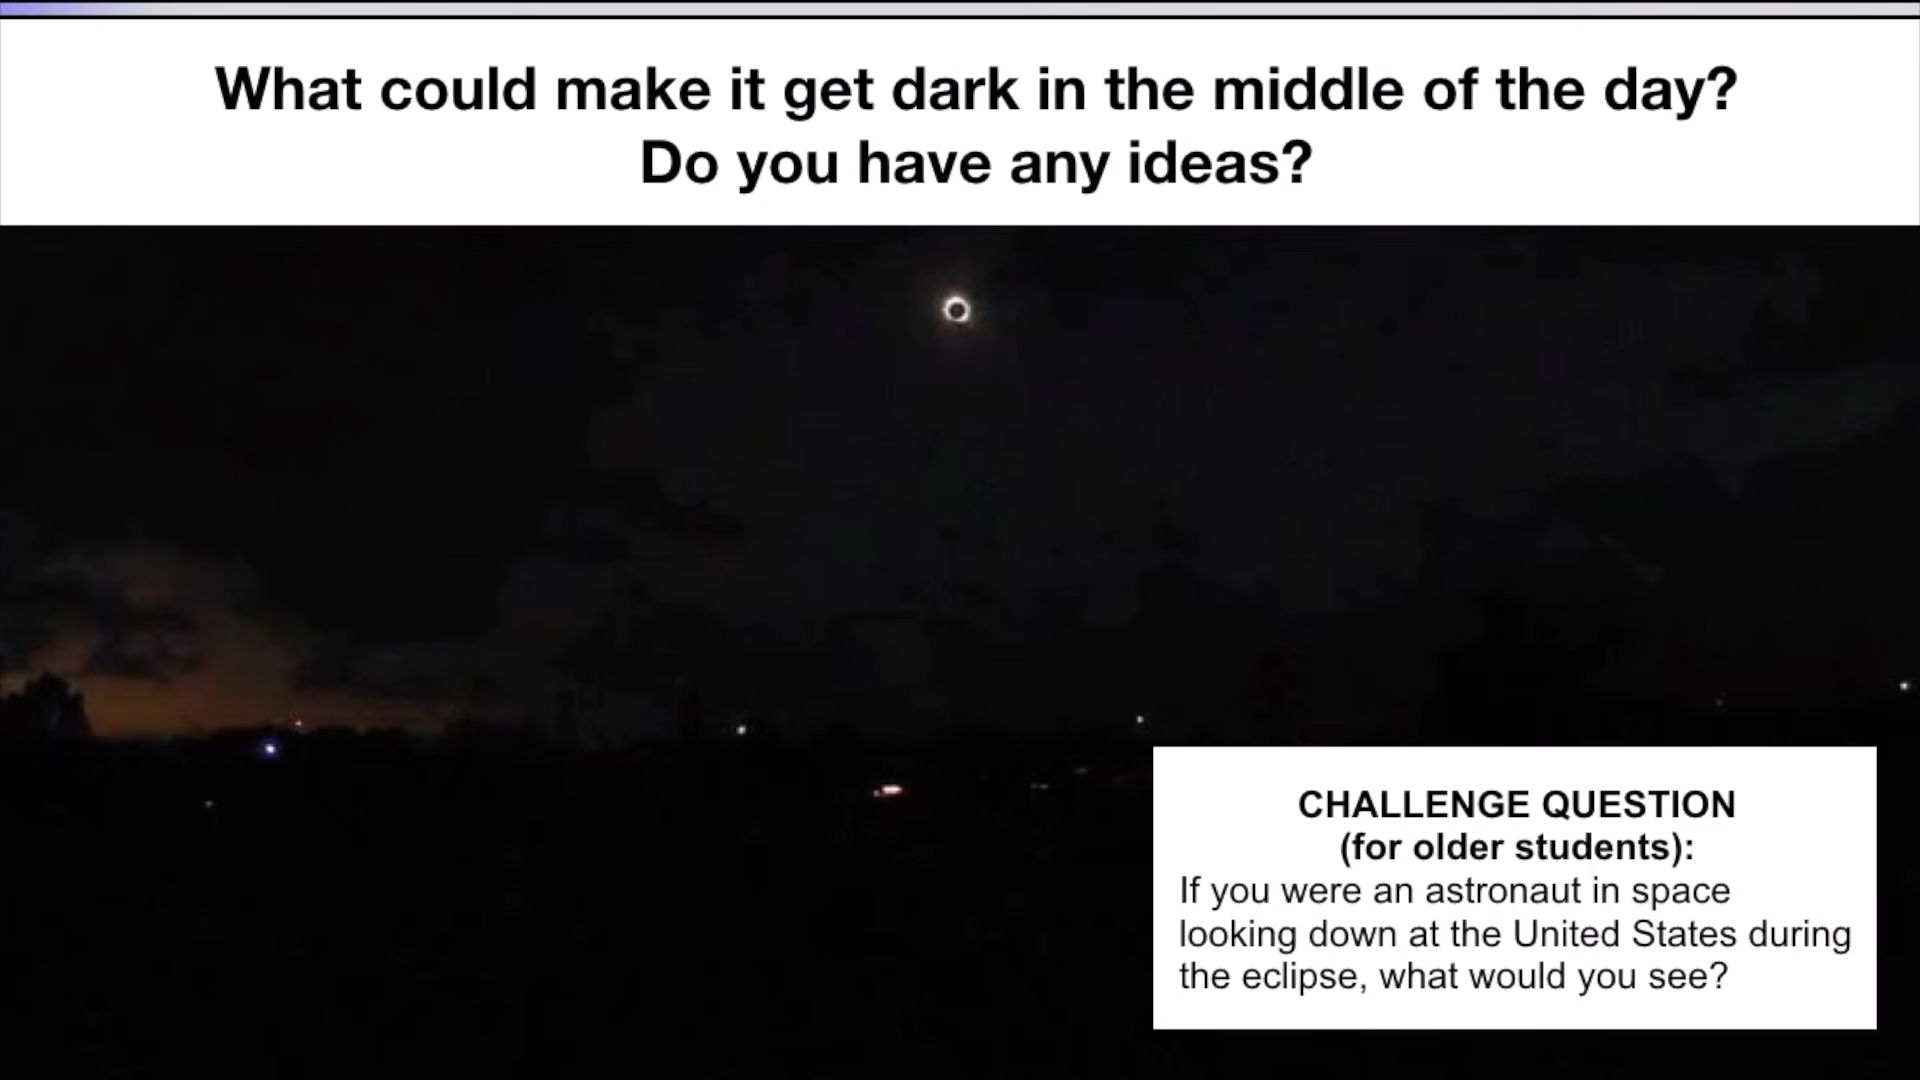 What could make it get dark in the middle of the day?
Do you have any ideas?
CHALLENGE QUESTION
(for older students):
If you were an astronaut in space
looking down at the United States during
the eclipse, what would you see?